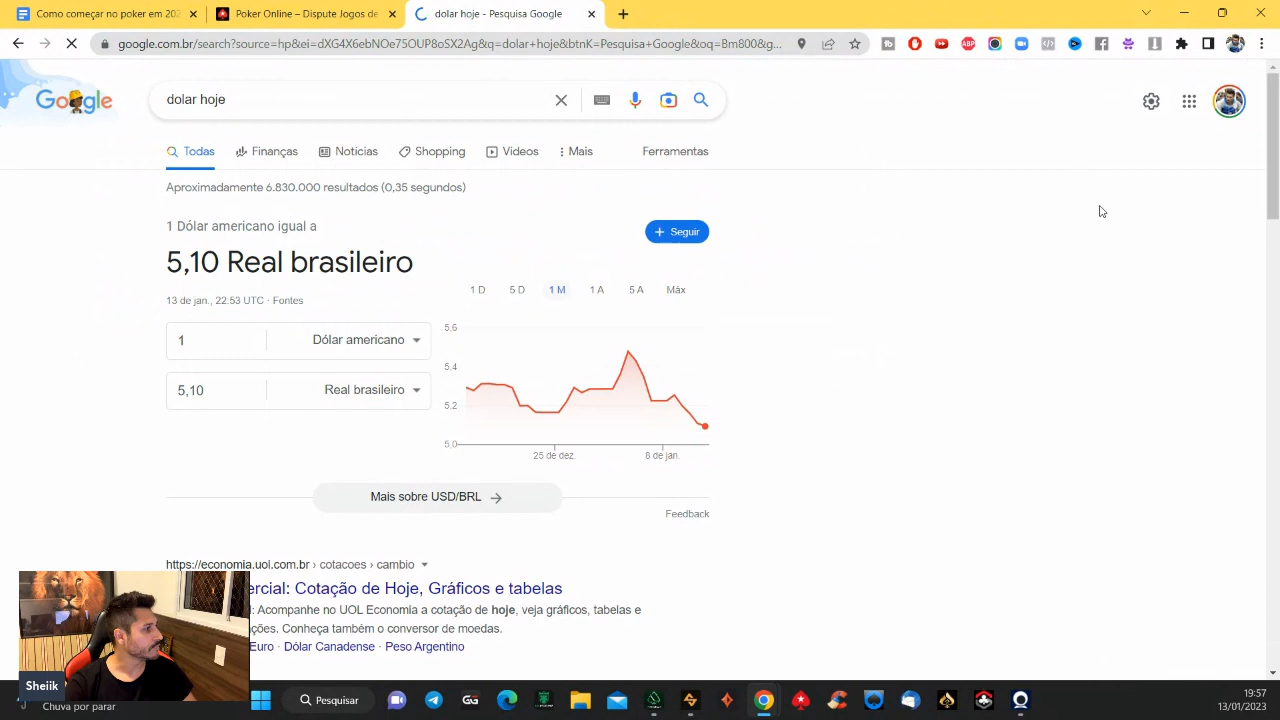 Como começar no poker em 202
Poker Online – Dispute Jogos de
dolar hoje - Pesquisa Google
google.com.br/search?source=hp&ei=dXG4X6ebNOe75OUP8oSX2Ag&q=dolar+hoje&btnK=Pesquisa+Google&oq=Bm800&g...
Google
dolar hoje
Todas
Finanças
Notícias
Shopping
Vídeos
Mais
Ferramentas
Aproximadamente 6.830.000 resultados (0,35 segundos)
1 Dólar americano igual a
5,10 Real brasileiro
Seguir
13 de jan., 22:53 UTC · Fontes
1 D
5 D
1 M
1 A
5 A
Máx
1
Dólar americano
5,10
Real brasileiro
5,6
5,4
5,2
5,0
25 de dez.
6 de jan.
Mais sobre USD/BRL
Feedback
https://economia.uol.com.br › cotacoes › cambio
ercial: Cotação de Hoje, Gráficos e tabelas
l: Acompanhe no UOL Economia a cotação de hoje, veja gráficos, tabelas e
ções. Conheça também o conversor de moedas.
Euro · Dólar Canadense · Peso Argentino
Sheiik
Chuva por parar
Pesquisar
GG
19:57
13/01/2023